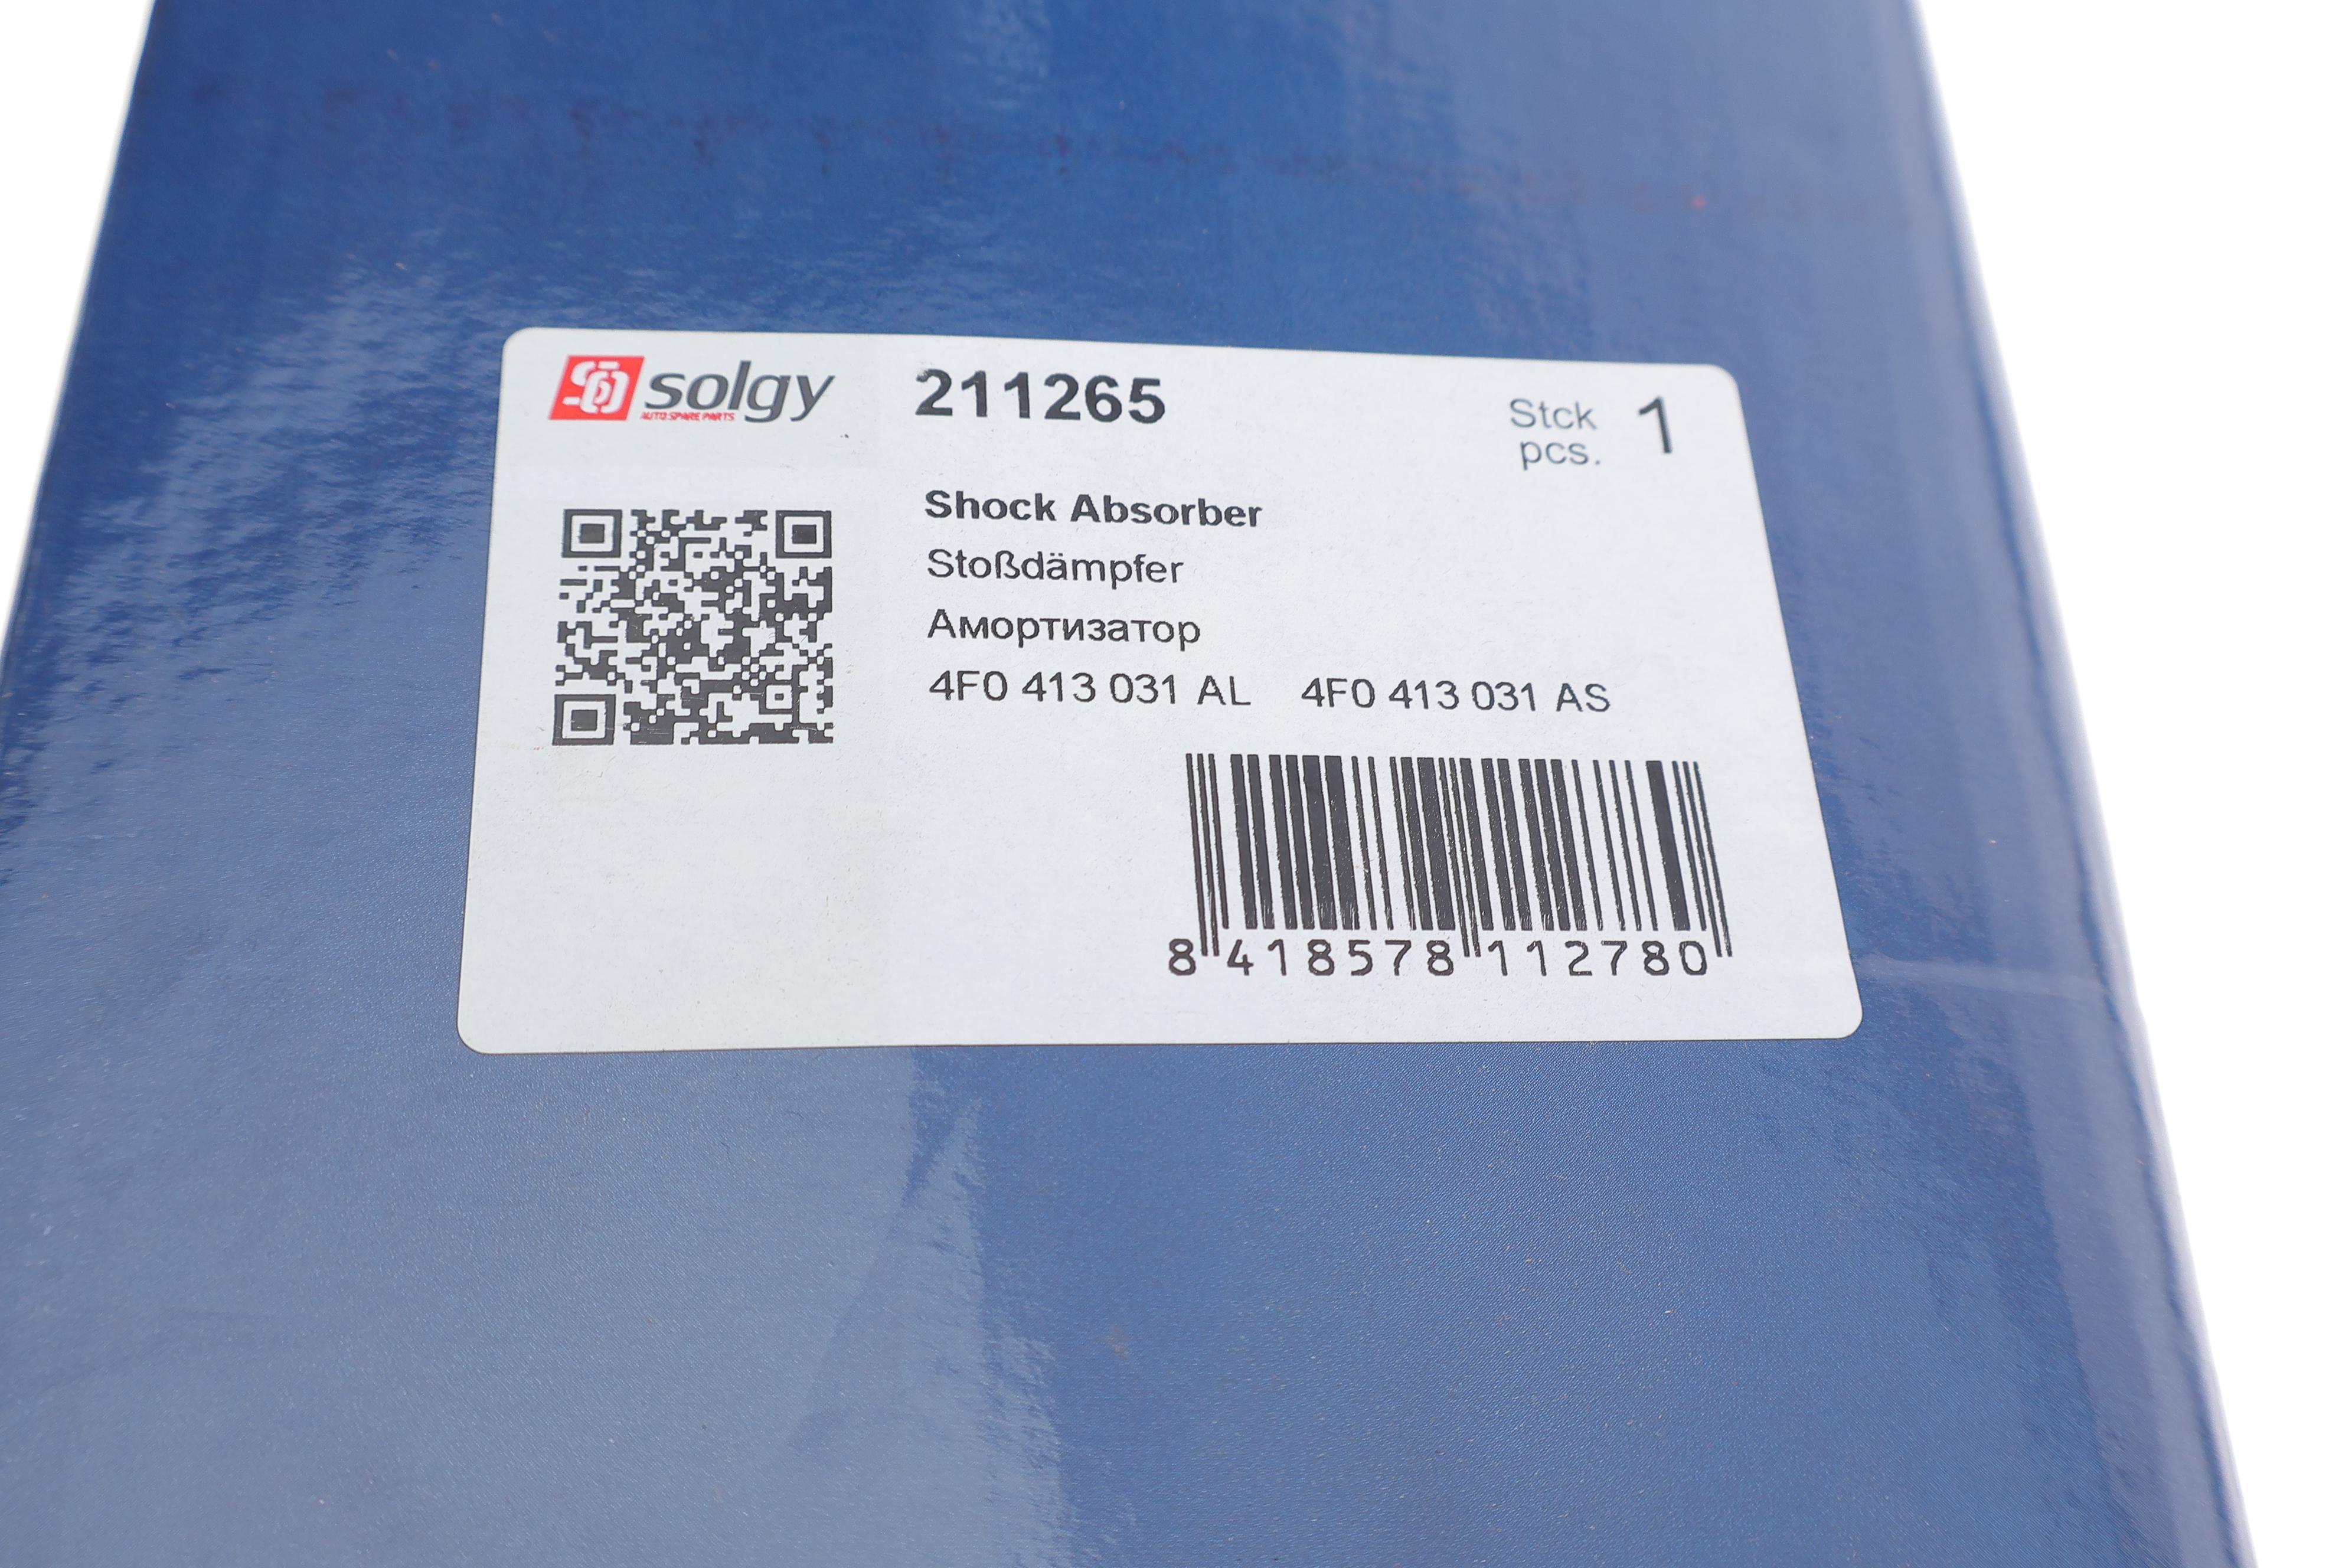 solgy
AUTO SPARE PARTS
211265
Stck
pcs. 1
Shock Absorber
Stoßdämpfer
Амортизатор
4F0 413 031 AL 4F0 413 031 AS
8 418578 112780